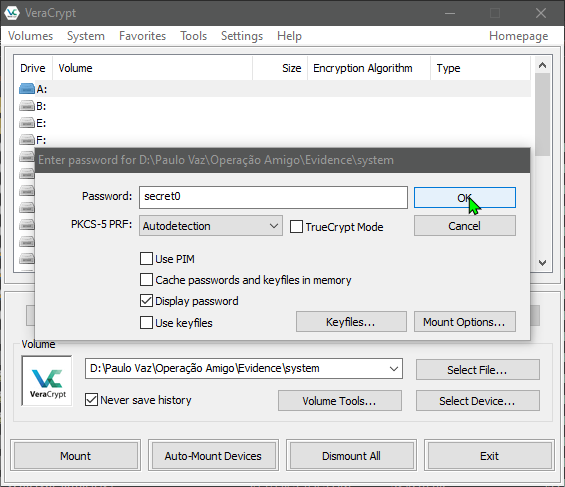 VeraCrypt
Volumes System Favorites Tools Settings Help Homepage
Drive Volume Size Encryption Algorithm Type
A:
B:
E:
F:
Enter password for D:\Paulo Vaz\Operação Amigo\Evidence\system
Password: secret0 OK
PKCS-5 PRF: Autodetection TrueCrypt Mode Cancel
Use PIM
Cache passwords and keyfiles in memory
Display password
Use keyfiles Keyfiles... Mount Options...
Volume
D:\Paulo Vaz\Operação Amigo\Evidence\system Select File...
VeraCrypt
Never save history Volume Tools... Select Device...
Mount Auto-Mount Devices Dismount All Exit